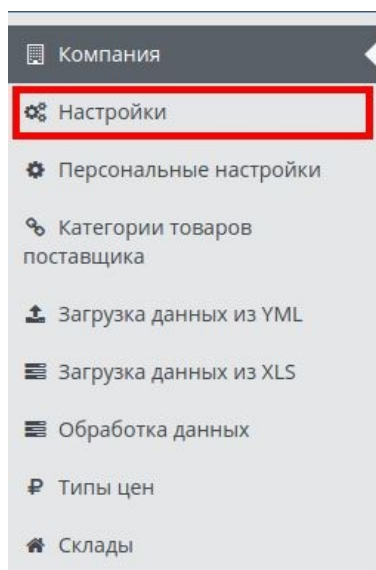 Компания
Настройки
Персональные настройки
Категории товаров
поставщика
Загрузка данных из YML
Загрузка данных из XLS
Обработка данных
Типы цен
Склады